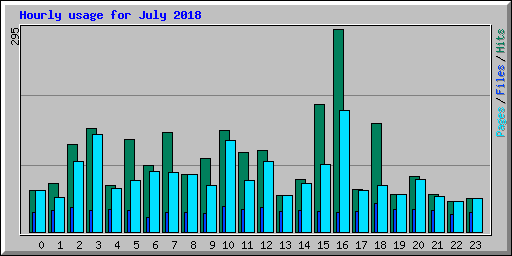 Hourly usage for July 2018
295
Pages / Files / Hits
0 1 2 3 4 5 6 7 8 9 10 11 12 13 14 15 16 17 18 19 20 21 22 23